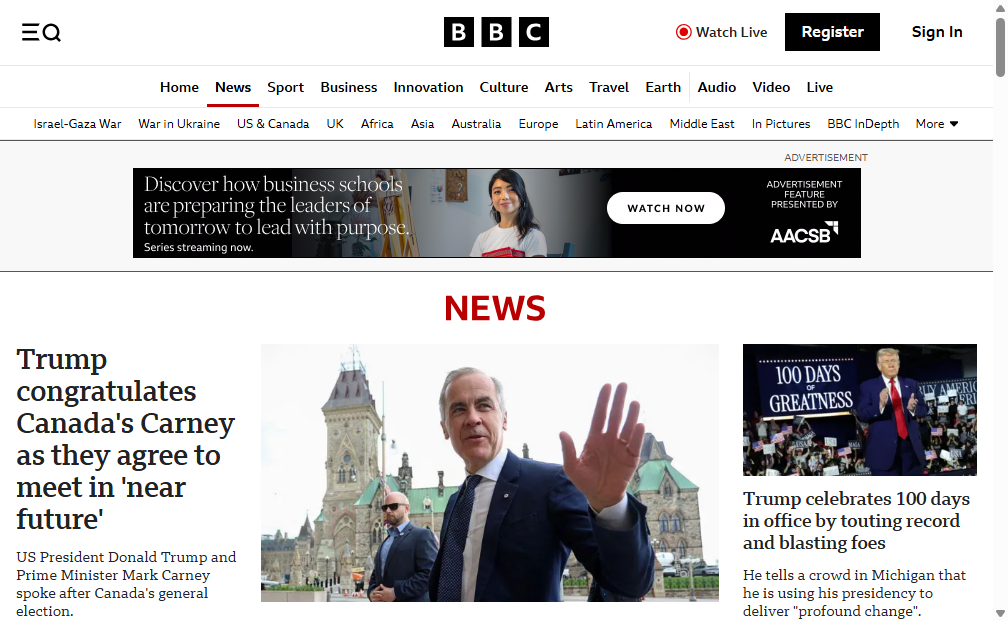 BBC
Watch Live
Register
Sign In
Home News Sport Business Innovation Culture Arts Travel Earth Audio Video Live
Israel-Gaza War War in Ukraine US & Canada UK Africa Asia Australia Europe Latin America Middle East In Pictures BBC InDepth More
ADVERTISEMENT
Discover how business schools
are preparing the leaders of
tomorrow to lead with purpose.
Series streaming now.
WATCH NOW
ADVERTISEMENT
FEATURE
PRESENTED BY
AACSB
NEWS
Trump
congratulates
Canada's Carney
as they agree to
meet in 'near
future'
US President Donald Trump and
Prime Minister Mark Carney
spoke after Canada's general
election.
100 DAYS
OF
GREATNESS
Trump celebrates 100 days
in office by touting record
and blasting foes
He tells a crowd in Michigan that
he is using his presidency to
deliver "profound change".